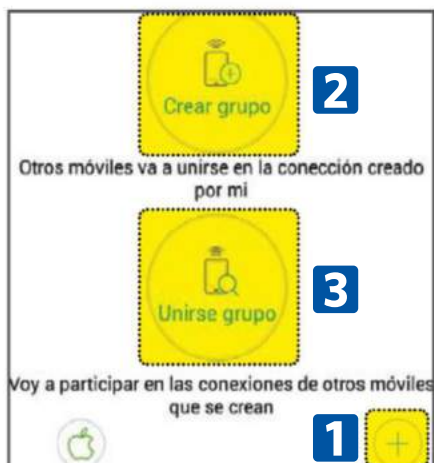 Crear grupo
2
Otros móviles va a unirse en la conección creado
por mi
Unirse grupo
3
Voy a participar en las conexiones de otros móviles
que se crean
1